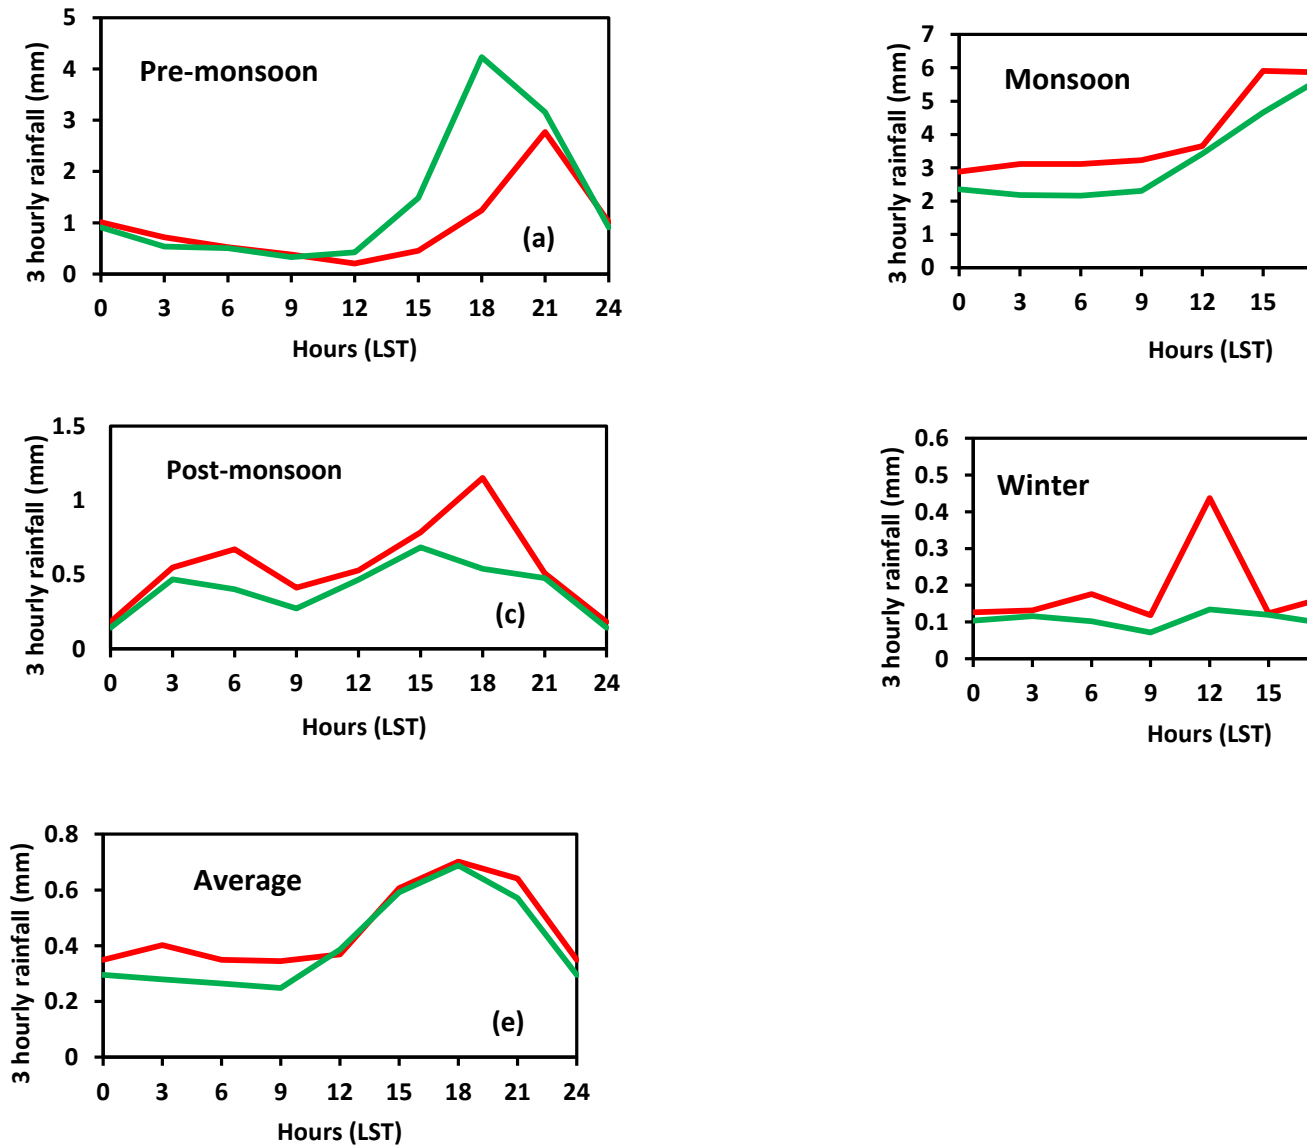 5
4
3
2
1
0
3 hourly rainfall (mm)
Pre-monsoon
(a)
0 3 6 9 12 15 18 21 24
Hours (LST)
7
6
5
4
3
2
1
0
3 hourly rainfall (mm)
Monsoon
0 3 6 9 12 15
Hours (LST)
1.5
1
0.5
0
3 hourly rainfall (mm)
Post-monsoon
(c)
0 3 6 9 12 15 18 21 24
Hours (LST)
0.6
0.5
0.4
0.3
0.2
0.1
0
3 hourly rainfall (mm)
Winter
0 3 6 9 12 15
Hours (LST)
0.8
0.6
0.4
0.2
0
3 hourly rainfall (mm)
Average
(e)
0 3 6 9 12 15 18 21 24
Hours (LST)